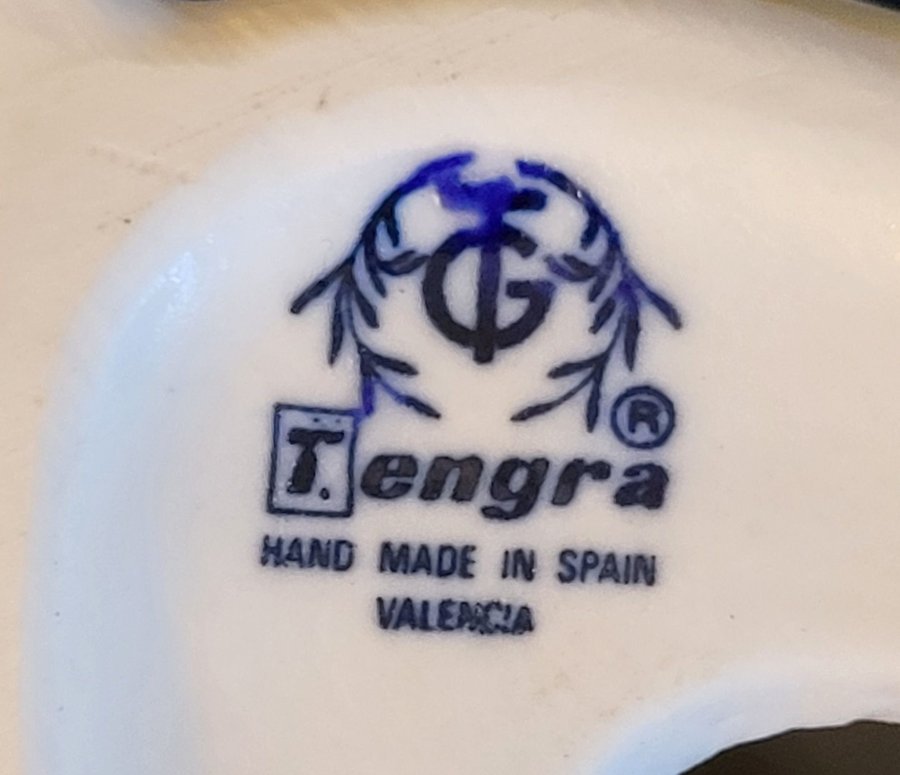 TG
®
T.engra
HAND MADE IN SPAIN
VALENCIA